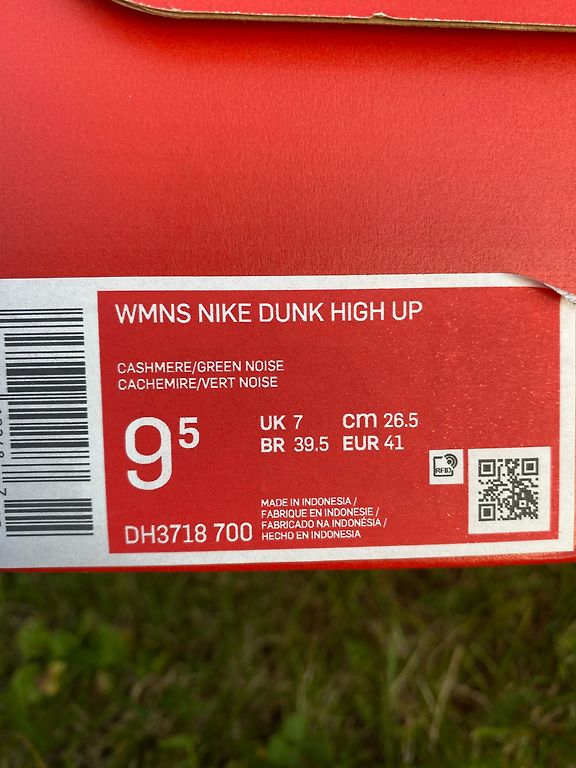 WMNS NIKE DUNK HIGH UP
CASHMERE/GREEN NOISE
CACHEMIRE/VERT NOISE
9⁵
UK 7 cm 26.5
BR 39.5 EUR 41
RFID
DH3718 700
MADE IN INDONESIA /
FABRIQUE EN INDONESIE /
FABRICADO NA INDONÉSIA /
HECHO EN INDONESIA